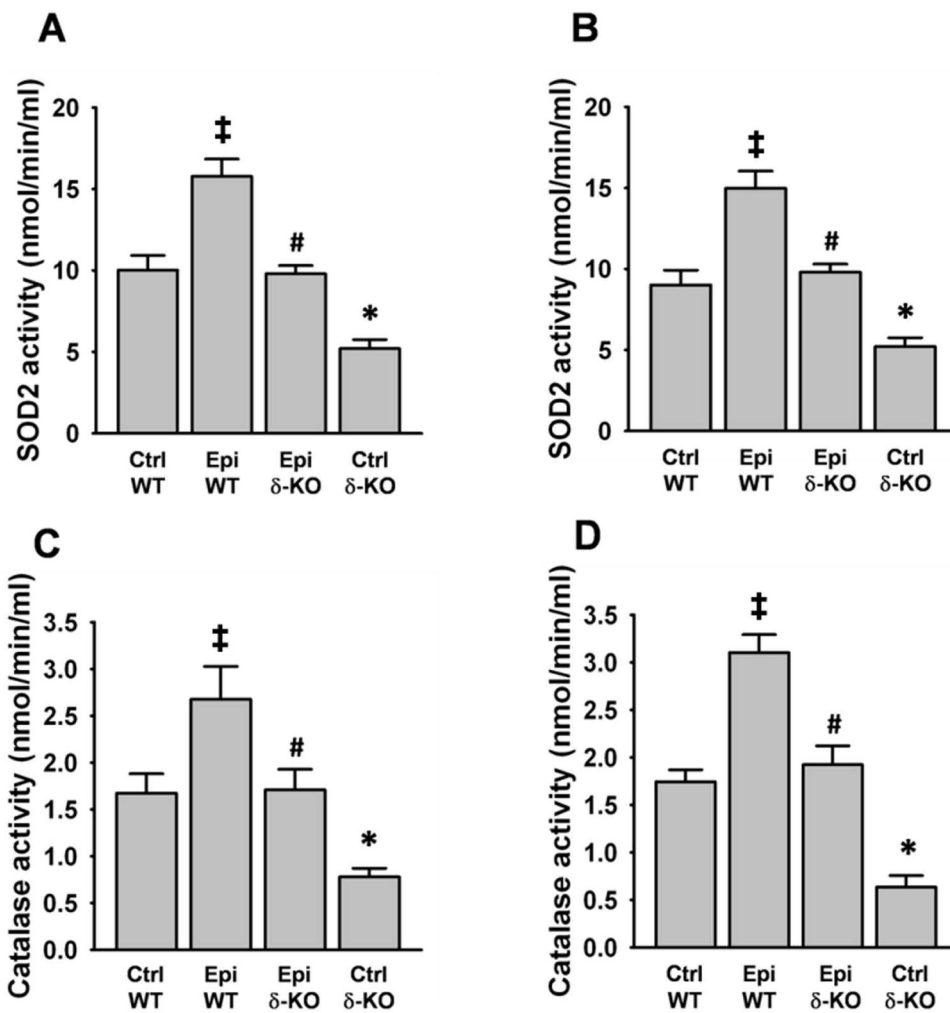 A
SOD2 activity (nmol/min/ml)
20
15
10
5
0
‡
#
*
Ctrl Epi Epi Ctrl
WT WT δ-KO δ-KO
B
SOD2 activity (nmol/min/ml)
20
15
10
5
0
‡
#
*
Ctrl Epi Epi Ctrl
WT WT δ-KO δ-KO
C
Catalase activity (nmol/min/ml)
3.5
3.0
2.5
2.0
1.5
1.0
0.5
0.0
‡
#
*
Ctrl Epi Epi Ctrl
WT WT δ-KO δ-KO
D
Catalase activity (nmol/min/ml)
3.5
3.0
2.5
2.0
1.5
1.0
0.5
0.0
‡
#
*
Ctrl Epi Epi Ctrl
WT WT δ-KO δ-KO